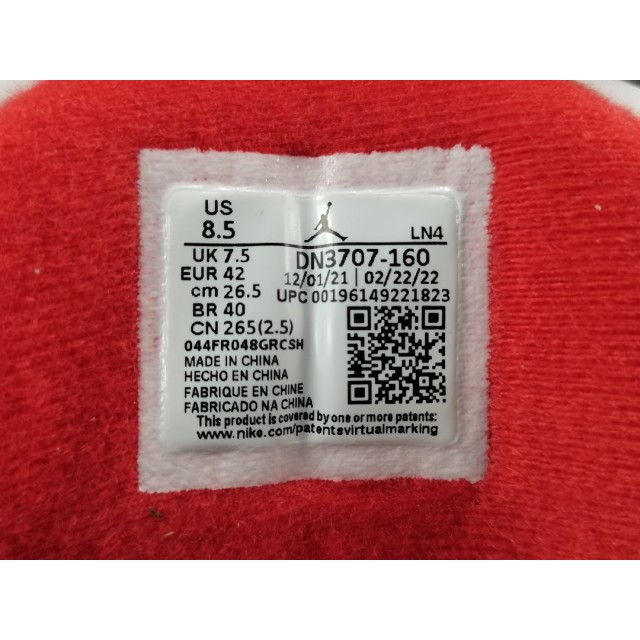 US
8.5
LN4
UK 7.5
EUR 42
cm 26.5
BR 40
CN 265(2.5)
DN3707-160
12/01/21 | 02/22/22
UPC 00196149221823
044FR048GRCSH
MADE IN CHINA
HECHO EN CHINA
FABRIQUE EN CHINE
FABRICADO NA CHINA
This product is covered by one or more patents:
www.nike.com/patentsvirtualmarking